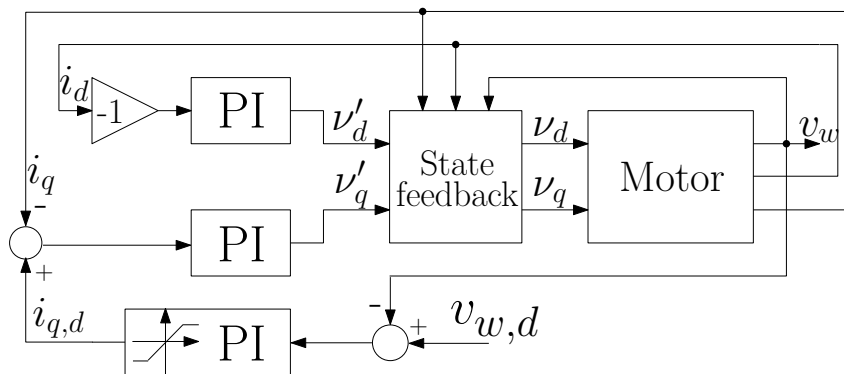 i_d
-1
PI
ν′_d
State
feedback
ν_d
Motor
v_w
i_q
-
ν′_q
ν_q
PI
+
i_{q,d}
PI
-
+
v_{w,d}